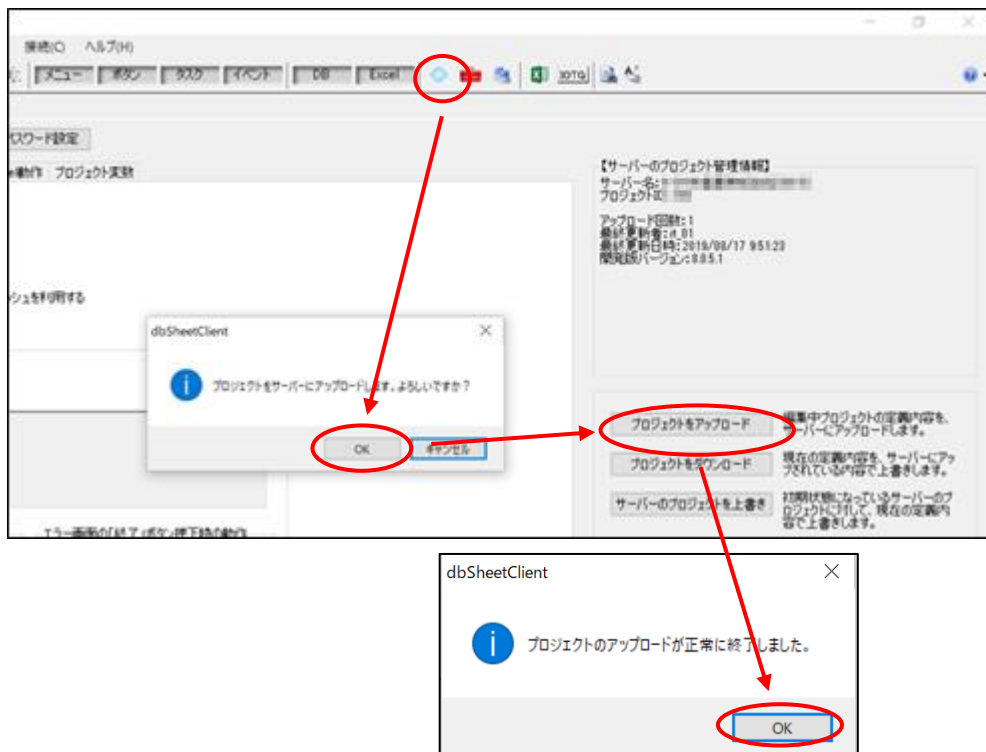 接続(C) ヘルプ(H)
メニュー ボタン タスク イベント DB Excel
パスワード設定
プロジェクト変数
ッシュを利用する
【サーバーのプロジェクト管理情報】
サーバー名:
プロジェクトID:
アップロード回数:1
最終更新者:d_01
最終更新日時:2019/08/17 9:51:23
開発版バージョン:8.0.5.1
dbSheetClient
プロジェクトをサーバーにアップロードします。よろしいですか?
OK キャンセル
プロジェクトをアップロード
編集中プロジェクトの定義内容を、
サーバーにアップロードします。
プロジェクトをダウンロード
現在の定義内容を、サーバーにアッ
プされている内容で上書きします。
サーバーのプロジェクトを上書き
初期状態になっているサーバーのプ
ロジェクトに対して、現在の定義内
容で上書きします。
エラー画面の「終了」ボタン押下時の動作
dbSheetClient
プロジェクトのアップロードが正常に終了しました。
OK